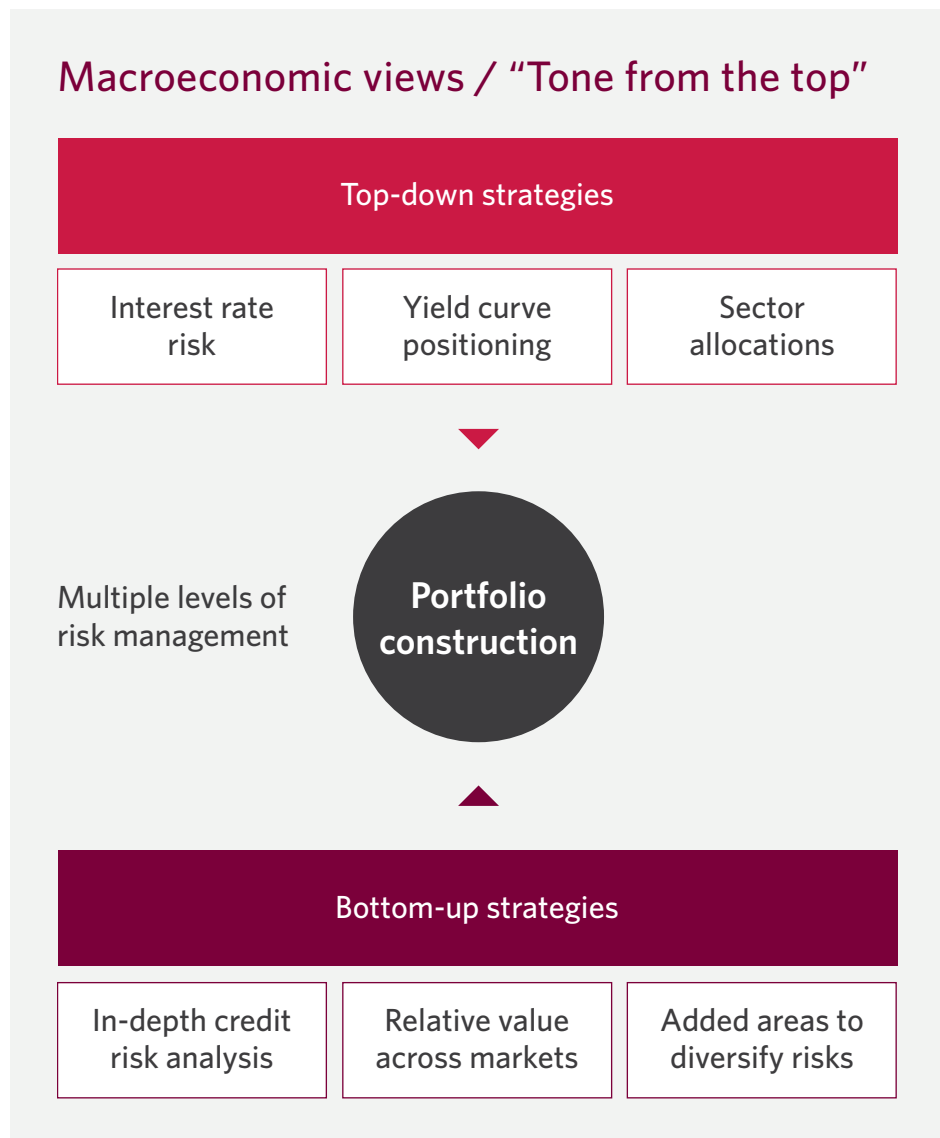 Macroeconomic views / “Tone from the top”
Top-down strategies
Interest rate
risk
Yield curve
positioning
Sector
allocations
Multiple levels of
risk management
Portfolio
construction
Bottom-up strategies
In-depth credit
risk analysis
Relative value
across markets
Added areas to
diversify risks